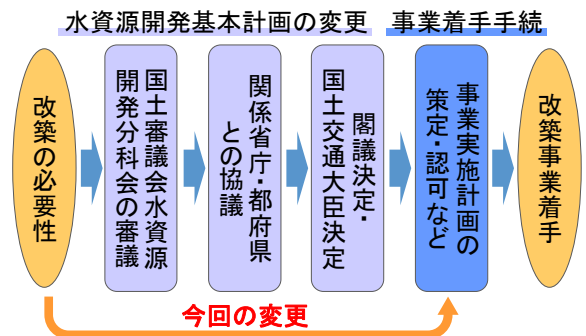 水資源開発基本計画の変更
事業着手手続
改築の必要性
国土審議会水資源
開発分科会の審議
関係省庁・都府県
との協議
閣議決定・
国土交通大臣決定
事業実施計画の
策定・認可など
改築事業着手
今回の変更